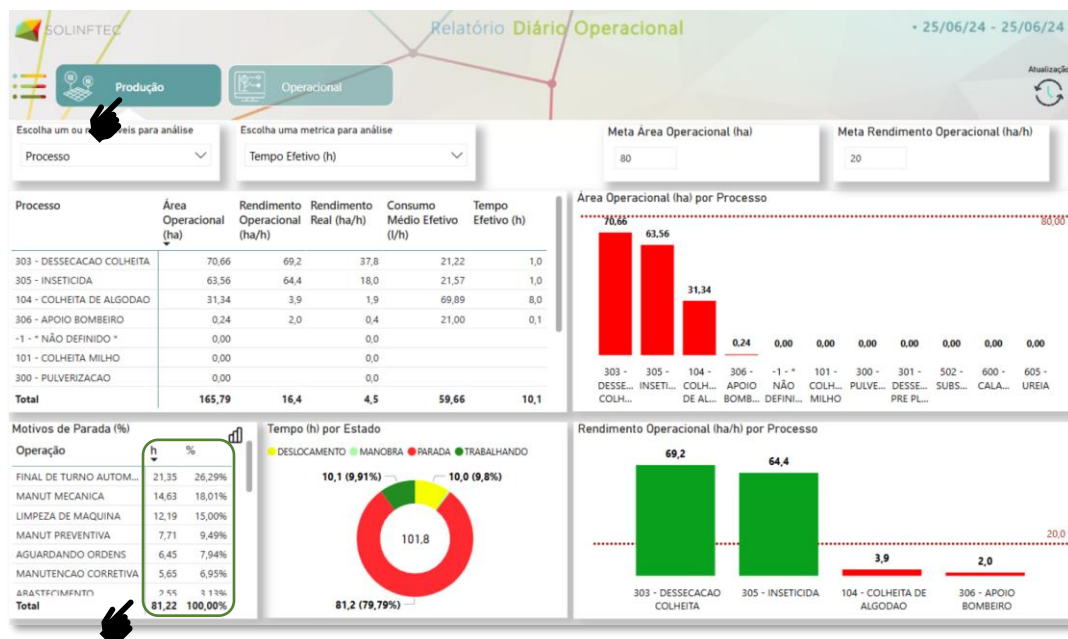 SOLINFTEC
Relatório Diário Operacional
• 25/06/24 - 25/06/24
Produção
Operacional
Atualização
Escolha um ou veis para análise
Processo
Escolha uma metrica para análise
Tempo Efetivo (h)
Meta Área Operacional (ha)
80
Meta Rendimento Operacional (ha/h)
20
Processo Área Operacional (ha) Rendimento Operacional (ha/h) Rendimento Real (ha/h) Consumo Médio Efetivo (l/h) Tempo Efetivo (h)
303 - DESSECACAO COLHEITA 70,66 69,2 37,8 21,22 1,0
305 - INSETICIDA 63,56 64,4 18,0 21,57 1,0
104 - COLHEITA DE ALGODAO 31,34 3,9 1,9 69,89 8,0
306 - APOIO BOMBEIRO 0,24 2,0 0,4 21,00 0,1
-1 - * NÃO DEFINIDO * 0,00 0,0
101 - COLHEITA MILHO 0,00 0,0
300 - PULVERIZACAO 0,00 0,0
Total 165,79 16,4 4,5 59,66 10,1
Área Operacional (ha) por Processo
80,00
70,66 63,56 31,34 0,24 0,00 0,00 0,00 0,00 0,00 0,00 0,00
303 - 305 - 104 - 306 - -1 - * 101 - 300 - 301 - 502 - 600 - 605 -
DESSE... INSETI... COLH... APOIO NÃO COLH... PULVE... DESSE... SUBS... CALA... UREIA
COLH... DE AL... BOMB... DEFINI... MILHO PRE PL...
Motivos de Parada (%)
Operação h %
FINAL DE TURNO AUTOM... 21,35 26,29%
MANUT MECANICA 14,63 18,01%
LIMPEZA DE MAQUINA 12,19 15,00%
MANUT PREVENTIVA 7,71 9,49%
AGUARDANDO ORDENS 6,45 7,94%
MANUTENCAO CORRETIVA 5,65 6,95%
ABASTECIMENTO 2,55 3,13%
Total 81,22 100,00%
Tempo (h) por Estado
DESLOCAMENTO MANOBRA PARADA TRABALHANDO
10,1 (9,91%)
10,0 (9,8%)
101,8
81,2 (79,79%)
Rendimento Operacional (ha/h) por Processo
69,2 64,4 3,9 2,0
20,0
303 - DESSECACAO 305 - INSETICIDA 104 - COLHEITA DE 306 - APOIO
COLHEITA ALGODAO BOMBEIRO